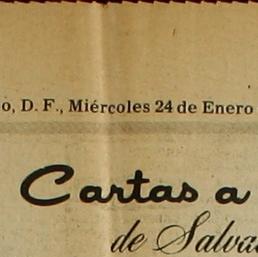 o, D. F., Miércoles 24 de Enero
Cartas a
de Salva